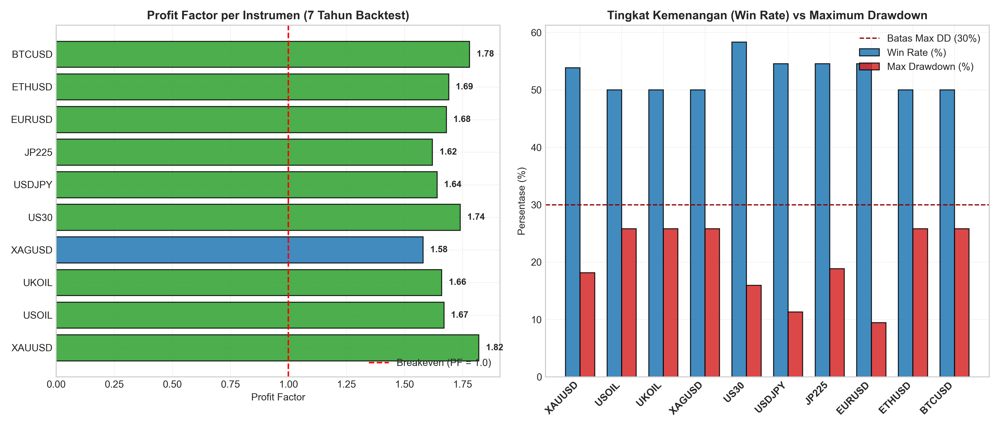 Profit Factor per Instrumen (7 Tahun Backtest)
BTCUSD
1.78
ETHUSD
1.69
EURUSD
1.68
JP225
1.62
USDJPY
1.64
US30
1.74
XAGUSD
1.58
UKOIL
1.66
USOIL
1.67
XAUUSD
1.82
Breakeven (PF = 1.0)
0.00 0.25 0.50 0.75 1.00 1.25 1.50 1.75
Profit Factor
Tingkat Kemenangan (Win Rate) vs Maximum Drawdown
Batas Max DD (30%)
Win Rate (%)
Max Drawdown (%)
Persentase (%)
60
50
40
30
20
10
0
XAUUSD USOIL UKOIL XAGUSD US30 USDJPY JP225 EURUSD ETHUSD BTCUSD